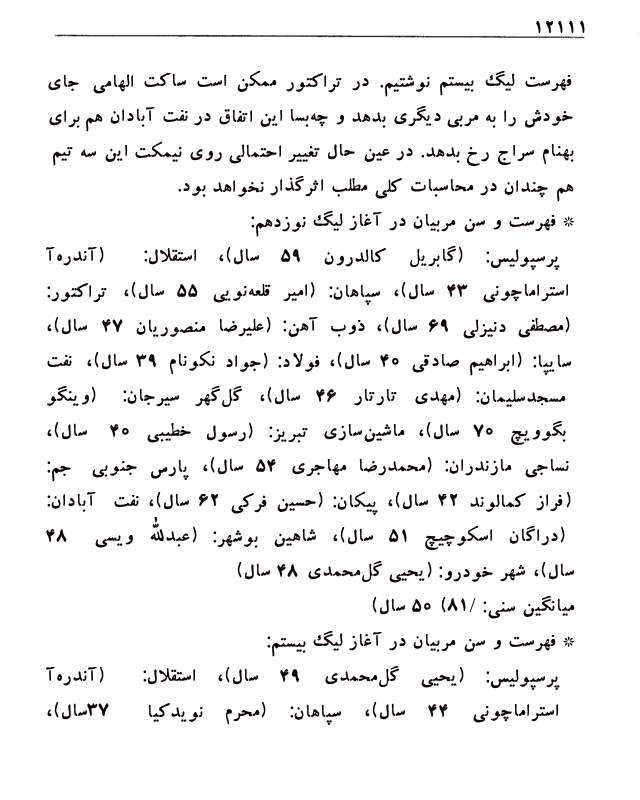 ۱۲۱۱۱
فهرست لیگ بیستم نوشتیم. در تراکتور ممکن است ساکت الهامی جای
خودش را به مربی دیگری بدهد و چه‌بسا این اتفاق در نفت آبادان هم برای
بهنام سراج رخ بدهد. در عین حال تغییر احتمالی روی نیمکت این سه تیم
هم چندان در محاسبات کلی مطلب اثرگذار نخواهد بود.
* فهرست و سن مربیان در آغاز لیگ نوزدهم:
پرسپولیس: (گابریل کالدرون ۵۹ سال)، استقلال: (آندره‌آ
استراماچونی ۴۳ سال)، سپاهان: (امیر قلعه‌نویی ۵۵ سال)، تراکتور:
(مصطفی دنیزلی ۶۹ سال)، ذوب آهن: (علیرضا منصوریان ۴۷ سال)،
سایپا: (ابراهیم صادقی ۴۰ سال)، فولاد: (جواد نکونام ۳۹ سال)، نفت
مسجدسلیمان: (مهدی تارتار ۴۶ سال)، گل‌گهر سیرجان: (وینگو
بگوویچ ۷۰ سال)، ماشین‌سازی تبریز: (رسول خطیبی ۴۰ سال)،
نساجی مازندران: (محمدرضا مهاجری ۵۴ سال)، پارس جنوبی جم:
(فراز کمالوند ۴۲ سال)، پیکان: (حسین فرکی ۶۲ سال)، نفت آبادان:
(دراگان اسکوچیچ ۵۱ سال)، شاهین بوشهر: (عبدلله ویسی ۴۸
سال)، شهر خودرو: (یحیی گل‌محمدی ۴۸ سال)
میانگین سنی: /۸۱) ۵۰ سال)
* فهرست و سن مربیان در آغاز لیگ بیستم:
پرسپولیس: (یحیی گل‌محمدی ۴۹ سال)، استقلال: (آندره‌آ
استراماچونی ۴۴ سال)، سپاهان: (محرم نویدکیا ۳۷سال)،